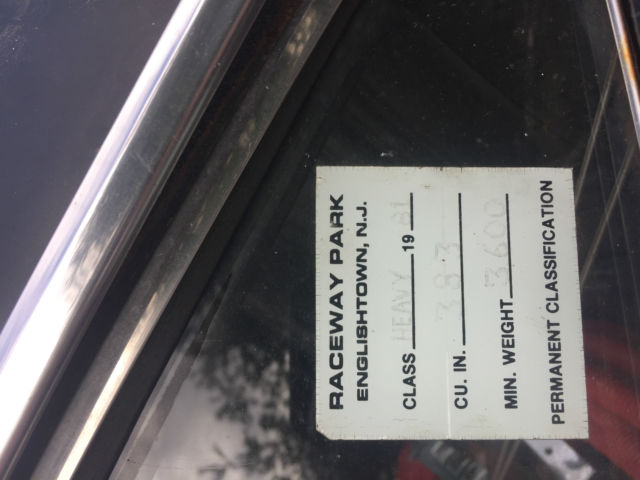 RACEWAY PARK
ENGLISHTOWN, N.J.
CLASS HEAVY 19 81
CU. IN. 383
MIN. WEIGHT 3600
PERMANENT CLASSIFICATION